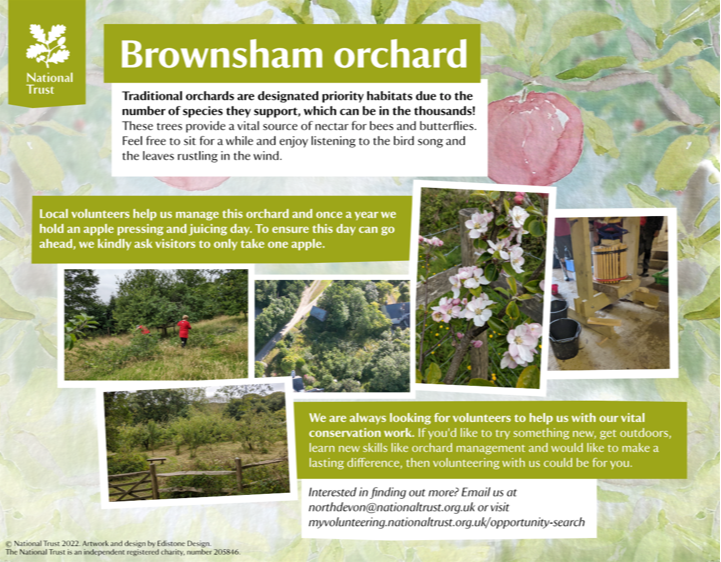 National
Trust
Brownsham orchard
Traditional orchards are designated priority habitats due to the
number of species they support, which can be in the thousands!
These trees provide a vital source of nectar for bees and butterflies.
Feel free to sit for a while and enjoy listening to the bird song and
the leaves rustling in the wind.
Local volunteers help us manage this orchard and once a year we
hold an apple pressing and juicing day. To ensure this day can go
ahead, we kindly ask visitors to only take one apple.
We are always looking for volunteers to help us with our vital
conservation work. If you'd like to try something new, get outdoors,
learn new skills like orchard management and would like to make a
lasting difference, then volunteering with us could be for you.
Interested in finding out more? Email us at
northdevon@nationaltrust.org.uk or visit
myvolunteering.nationaltrust.org.uk/opportunity-search
© National Trust 2022. Artwork and design by Edistone Design.
The National Trust is an independent registered charity, number 205846.